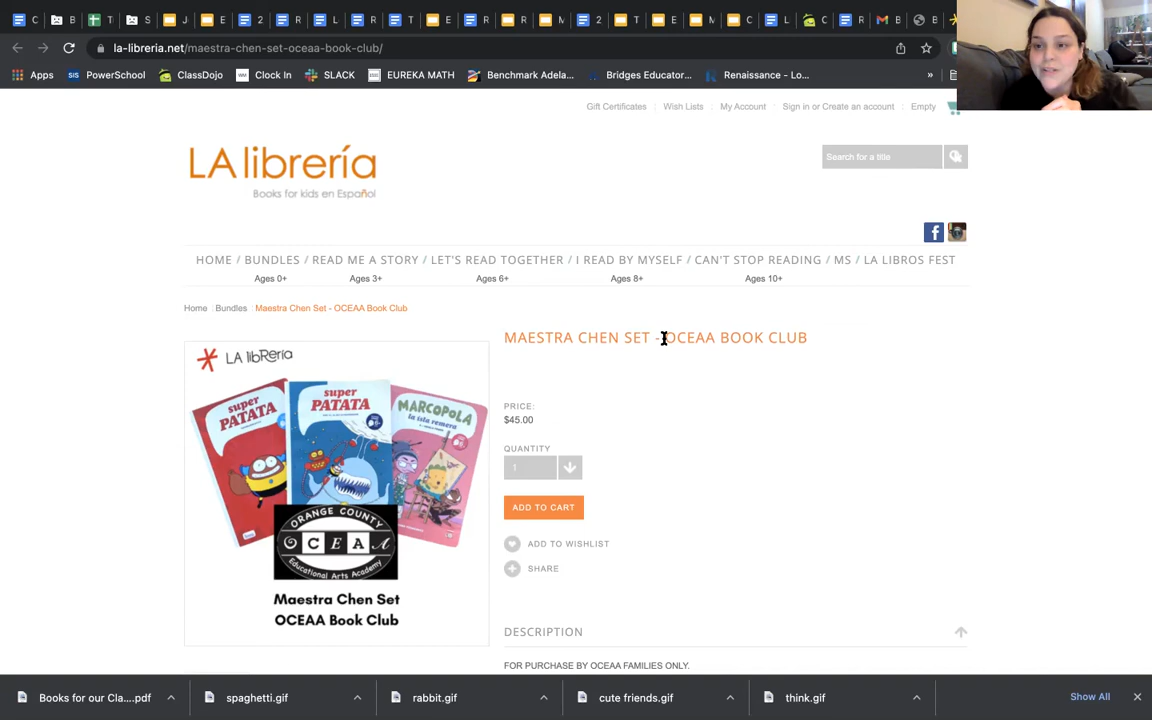 C
B
T
B
J
E
2
R
L
R
T
E
R
R
M
2
T
E
M
C
L
C
R
M
B
B
la-libreria.net/maestra-chen-set-oceaa-book-club/
Apps
SIS
PowerSchool
ClassDojo
Clock In
SLACK
EUREKA MATH
Benchmark Adela...
Bridges Educator...
Renaissance - Lo...
»
Gift Certificates
Wish Lists
My Account
Sign in or Create an account
Empty
LA librería
Books for kids en Español
Search for a title
HOME / BUNDLES / READ ME A STORY / LET'S READ TOGETHER / I READ BY MYSELF / CAN'T STOP READING / MS / LA LIBROS FEST
Ages 0+
Ages 3+
Ages 6+
Ages 8+
Ages 10+
Home
Bundles
Maestra Chen Set - OCEAA Book Club
MAESTRA CHEN SET - OCEAA BOOK CLUB
LA libReria
super
PATATA
super
PATATA
MARCOPOLA
la isla remera
ORANGE COUNTY
OCEAA
Educational Arts Academy
Maestra Chen Set
OCEAA Book Club
PRICE:
$45.00
QUANTITY
1
ADD TO CART
ADD TO WISHLIST
SHARE
DESCRIPTION
FOR PURCHASE BY OCEAA FAMILIES ONLY.
Books for our Cla....pdf
spaghetti.gif
rabbit.gif
cute friends.gif
think.gif
Show All